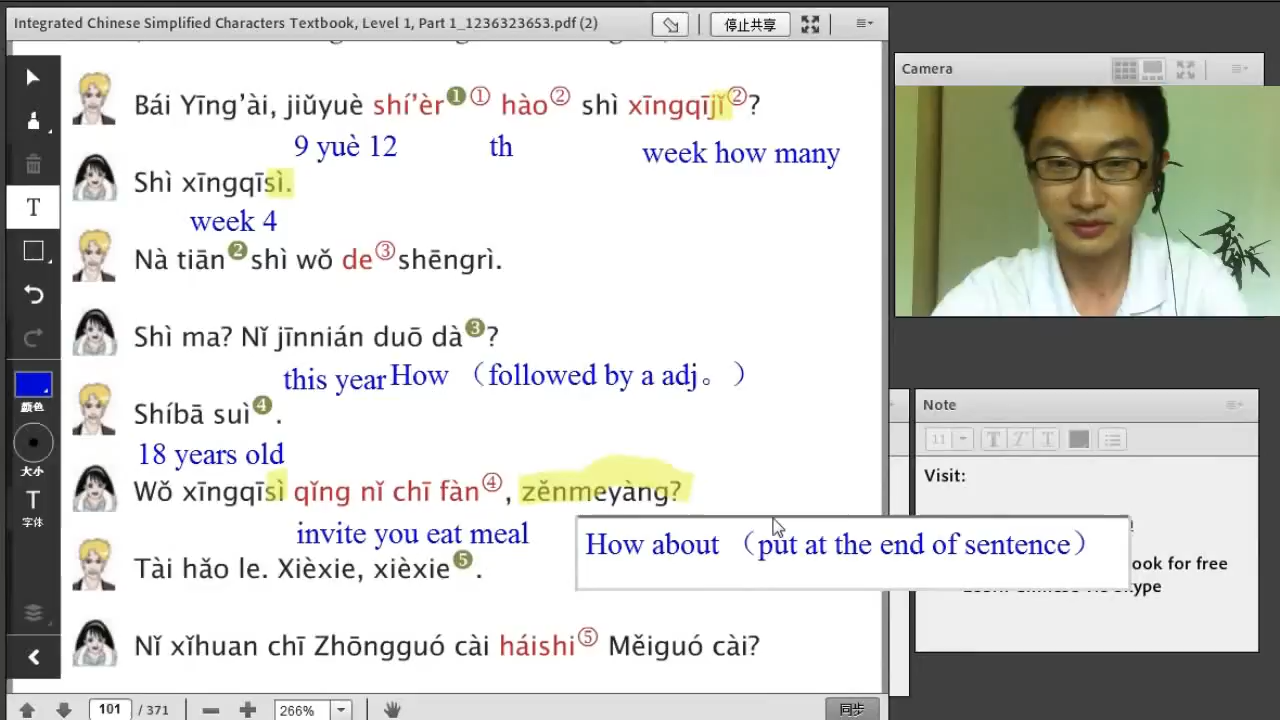 Integrated Chinese Simplified Characters Textbook, Level 1, Part 1_1236323653.pdf (2)
停止共享
Camera
Bái Yīng’ài, jiǔyuè shí’èr❶① hào② shì xīngqījǐ②?
9 yuè 12 th week how many
Shì xīngqīsì.
week 4
Nà tiān❷ shì wǒ de③ shēngrì.
Shì ma? Nǐ jīnnián duō dà❸?
this year How （followed by a adj。）
颜色
Shíbā suì❹.
18 years old
大小
T
字体
Wǒ xīngqīsì qǐng nǐ chī fàn④, zěnmeyàng?
invite you eat meal
How about （put at the end of sentence）
Tài hǎo le. Xièxie, xièxie❺.
Nǐ xǐhuan chī Zhōngguó cài háishi⑤ Měiguó cài?
101 / 371
266%
同步
Note
11
Visit:
ook for free